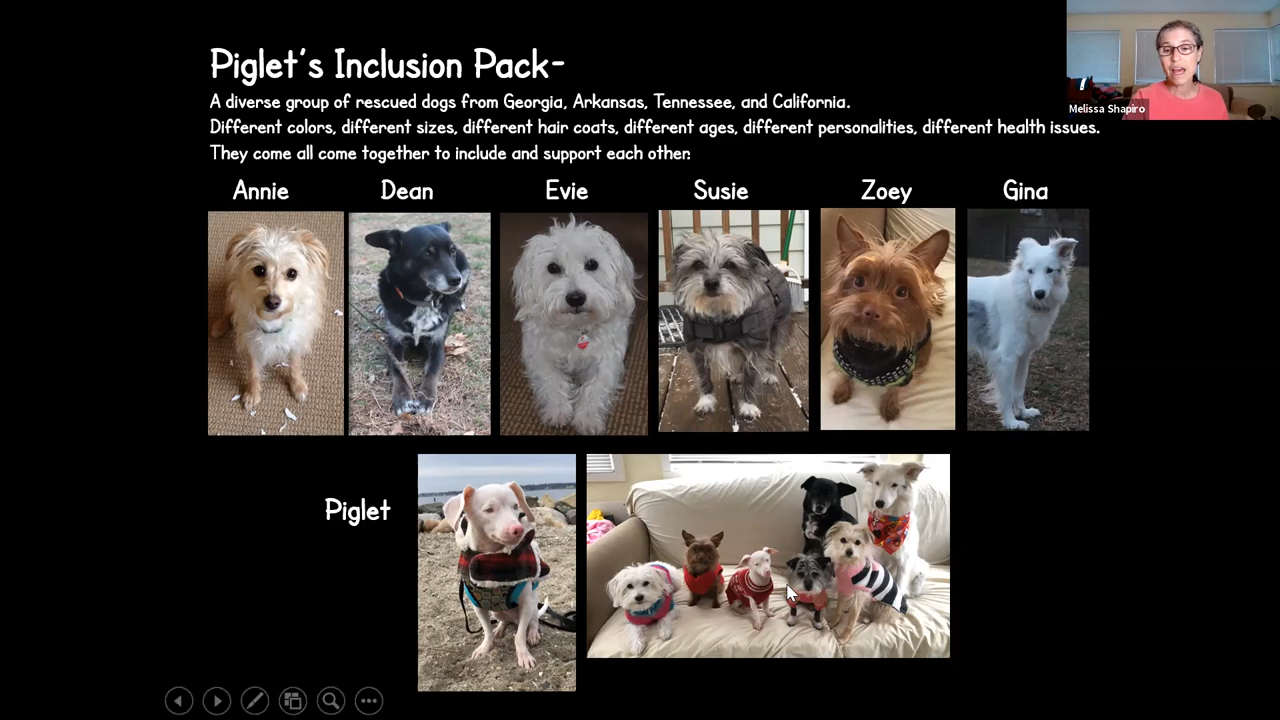 Piglet's Inclusion Pack-
Melissa Shapiro
A diverse group of rescued dogs from Georgia, Arkansas, Tennessee, and California.
Different colors, different sizes, different hair coats, different ages, different personalities, different health issues.
They come all come together to include and support each other.
Annie Dean Evie Susie Zoey Gina
Piglet